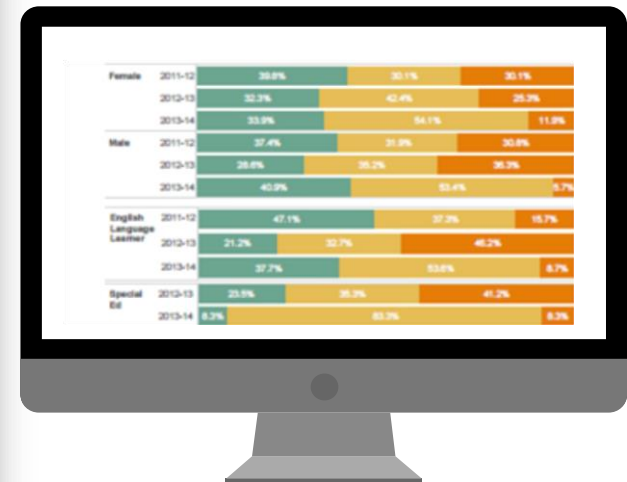 Female 2011-12 39.8% 30.1% 30.1%
2012-13 32.3% 42.4% 25.3%
2013-14 33.9% 54.1% 11.9%
Male 2011-12 37.4% 31.9% 30.8%
2012-13 28.6% 35.2% 36.3%
2013-14 40.9% 53.4% 5.7%
English 2011-12 47.1% 37.3% 15.7%
Language
Learner 2012-13 21.2% 32.7% 46.2%
2013-14 37.7% 53.6% 8.7%
Special 2012-13 23.5% 35.3% 41.2%
Ed
2013-14 8.3% 83.3% 8.3%